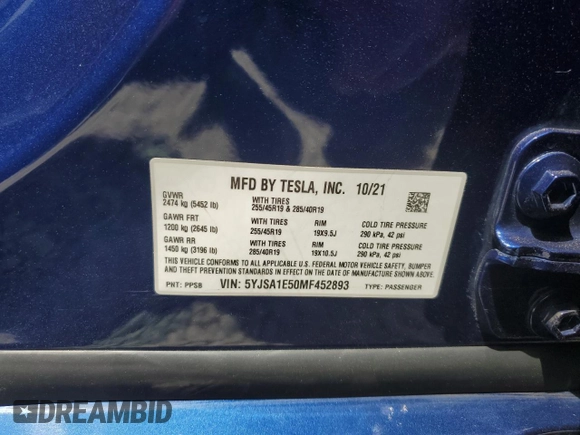 MFD BY TESLA, INC. 10/21
GVWR
2474 kg (5452 lb)
WITH TIRES
255/45R19 & 285/40R19
GAWR FRT
1200 kg (2645 lb)
WITH TIRES
255/45R19
RIM
19X9.5J
COLD TIRE PRESSURE
290 kPa, 42 psi
GAWR RR
1450 kg (3196 lb)
WITH TIRES
285/40R19
RIM
19X10.5J
COLD TIRE PRESSURE
290 kPa, 42 psi
THIS VEHICLE CONFORMS TO ALL APPLICABLE U.S. FEDERAL MOTOR VEHICLE SAFETY, BUMPER
AND THEFT PREVENTION STANDARDS IN EFFECT ON THE DATE OF MANUFACTURE SHOWN ABOVE.
PNT: PPSB VIN: 5YJSA1E50MF452893 TYPE: PASSENGER
DREAMBID